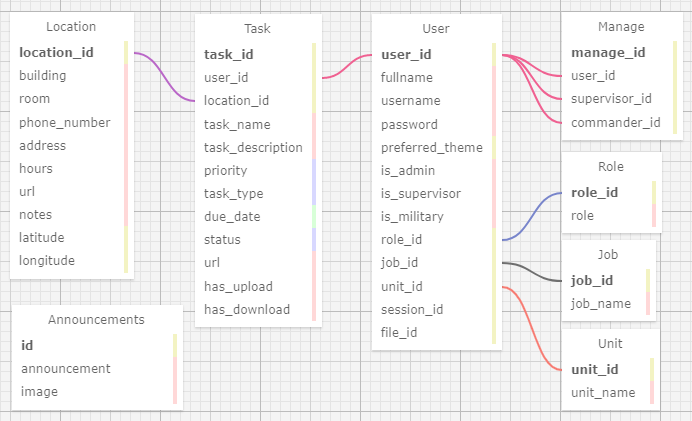 Location
location_id
building
room
phone_number
address
hours
url
notes
latitude
longitude
Announcements
id
announcement
image
Task
task_id
user_id
location_id
task_name
task_description
priority
task_type
due_date
status
url
has_upload
has_download
User
user_id
fullname
username
password
preferred_theme
is_admin
is_supervisor
is_military
role_id
job_id
unit_id
session_id
file_id
Manage
manage_id
user_id
supervisor_id
commander_id
Role
role_id
role
Job
job_id
job_name
Unit
unit_id
unit_name